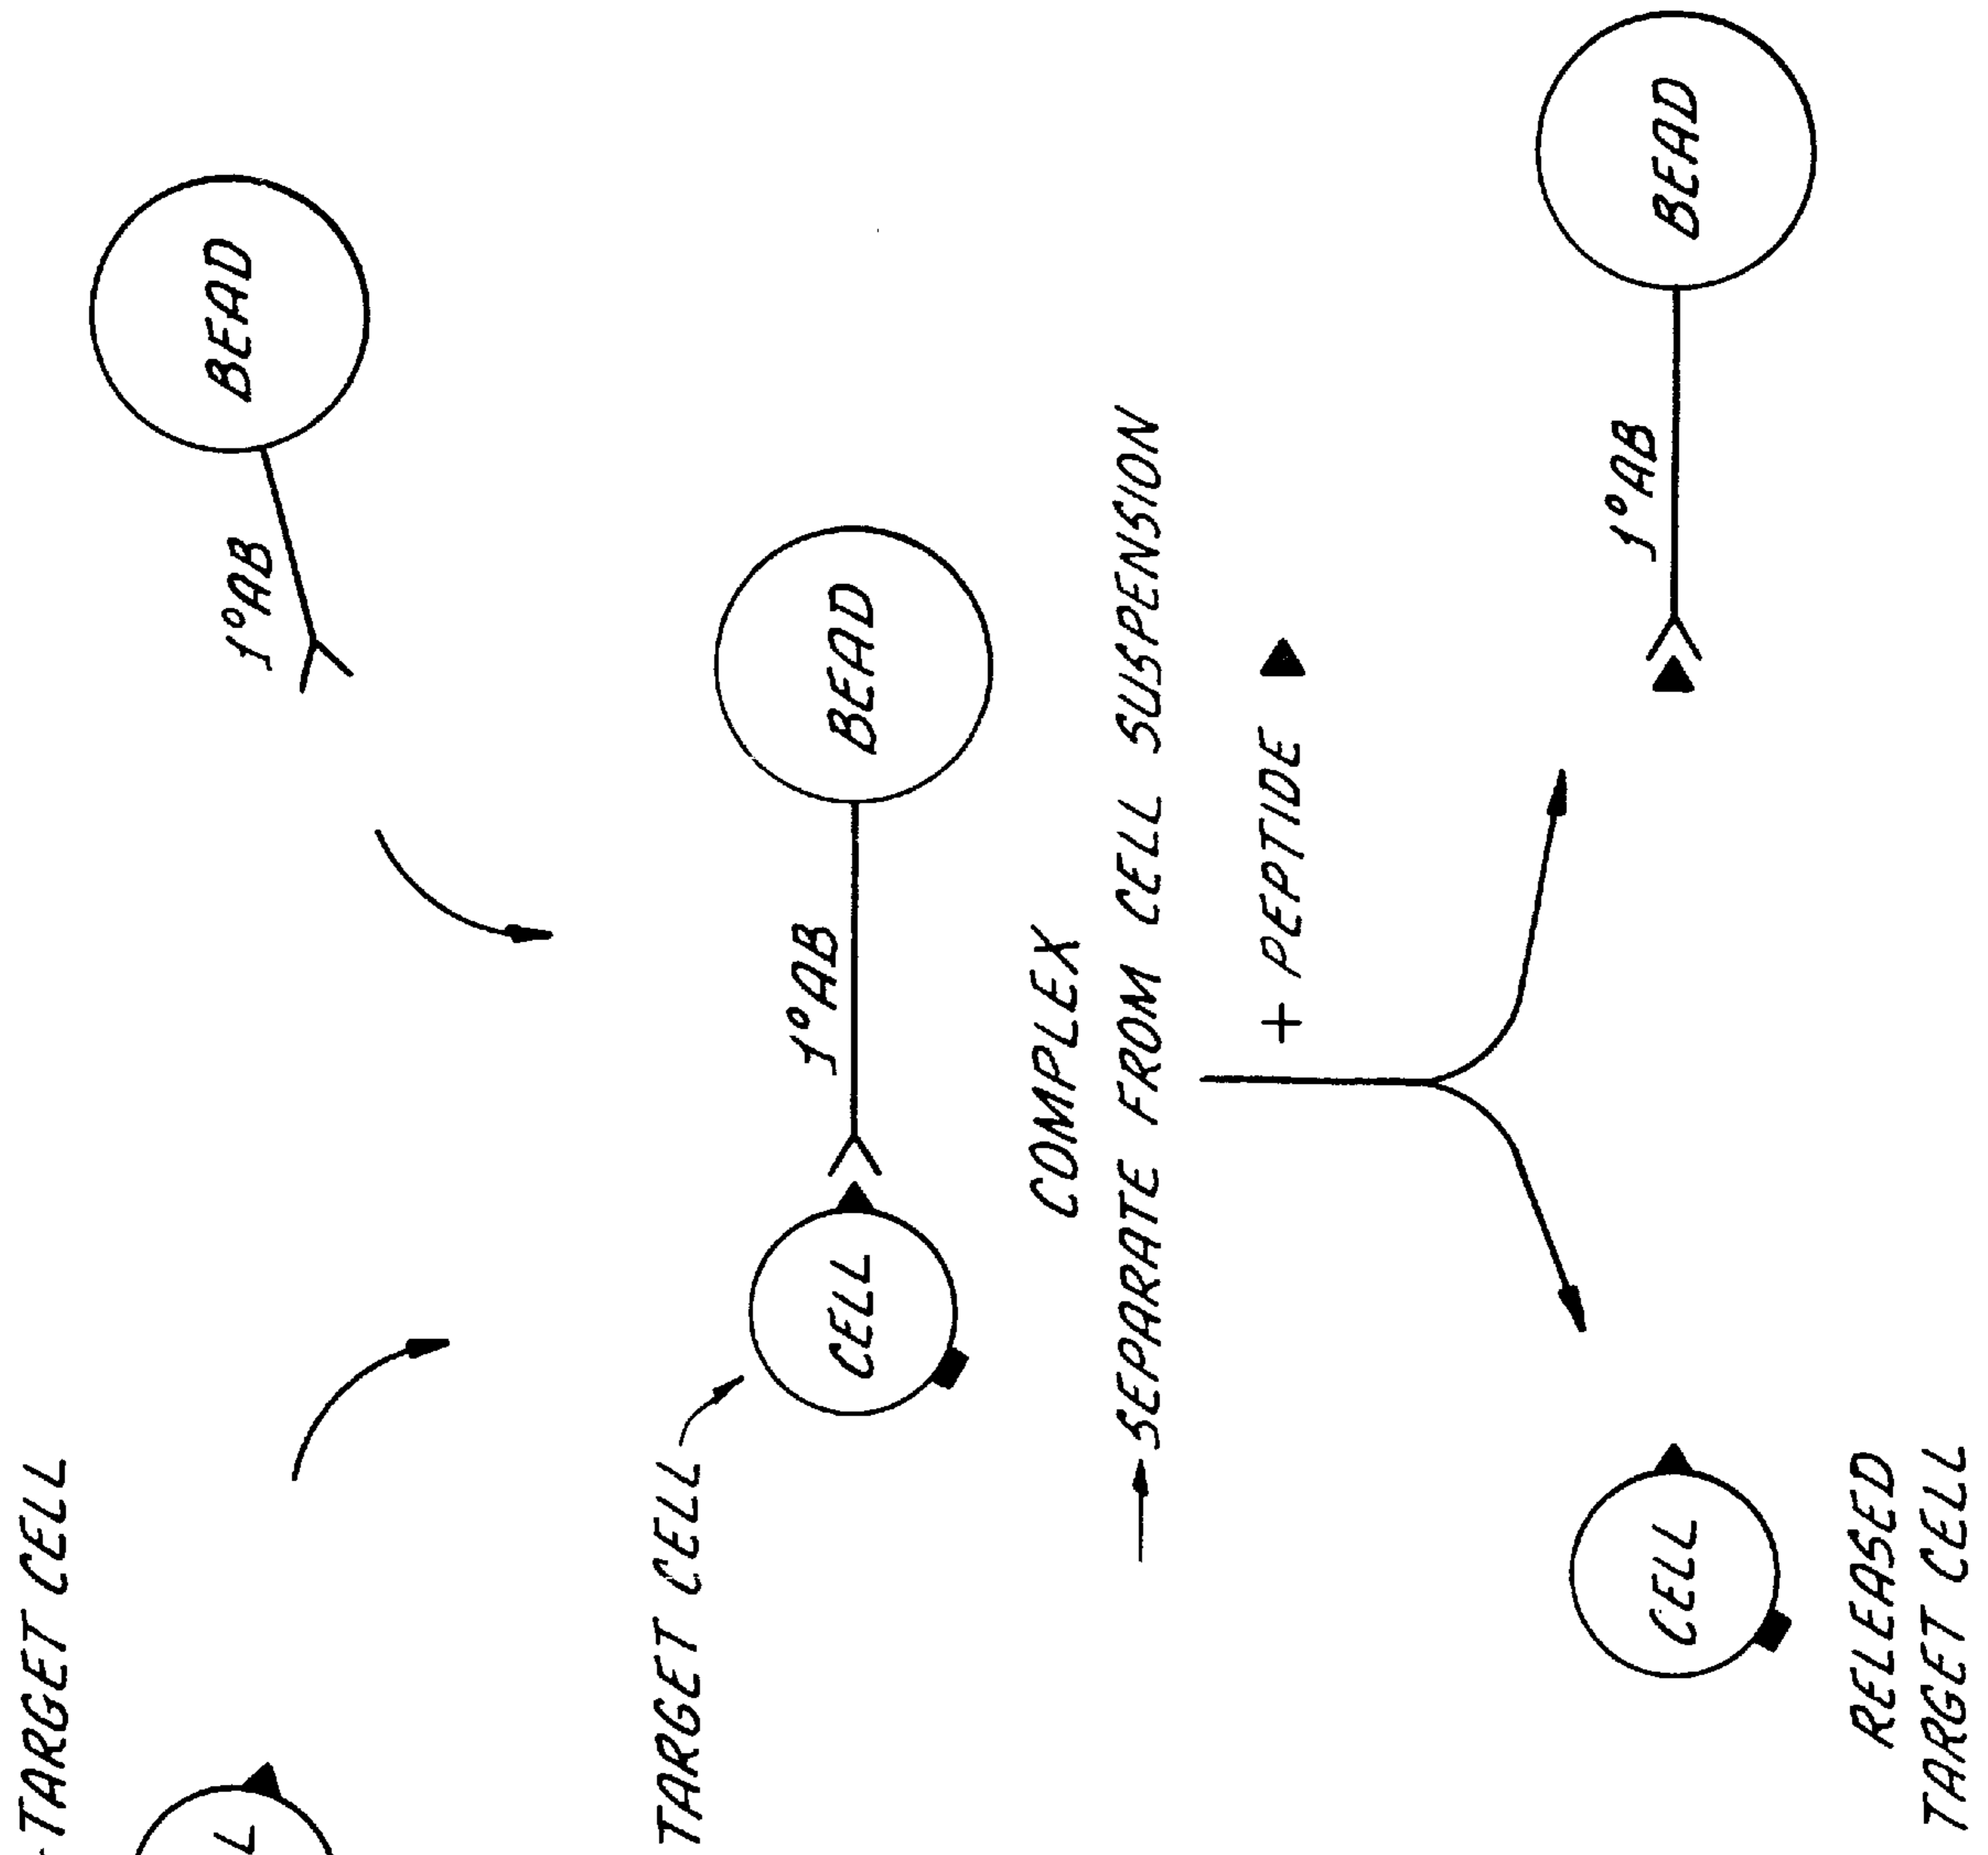 TARGET CELL
BEAD
1°AB
TARGET CELL
CELL
1°AB
BEAD
COMPLEX
SEPARATE FROM CELL SUSPENSION
+ PEPTIDE
CELL
1°AB
BEAD
RELEASED
TARGET CELL